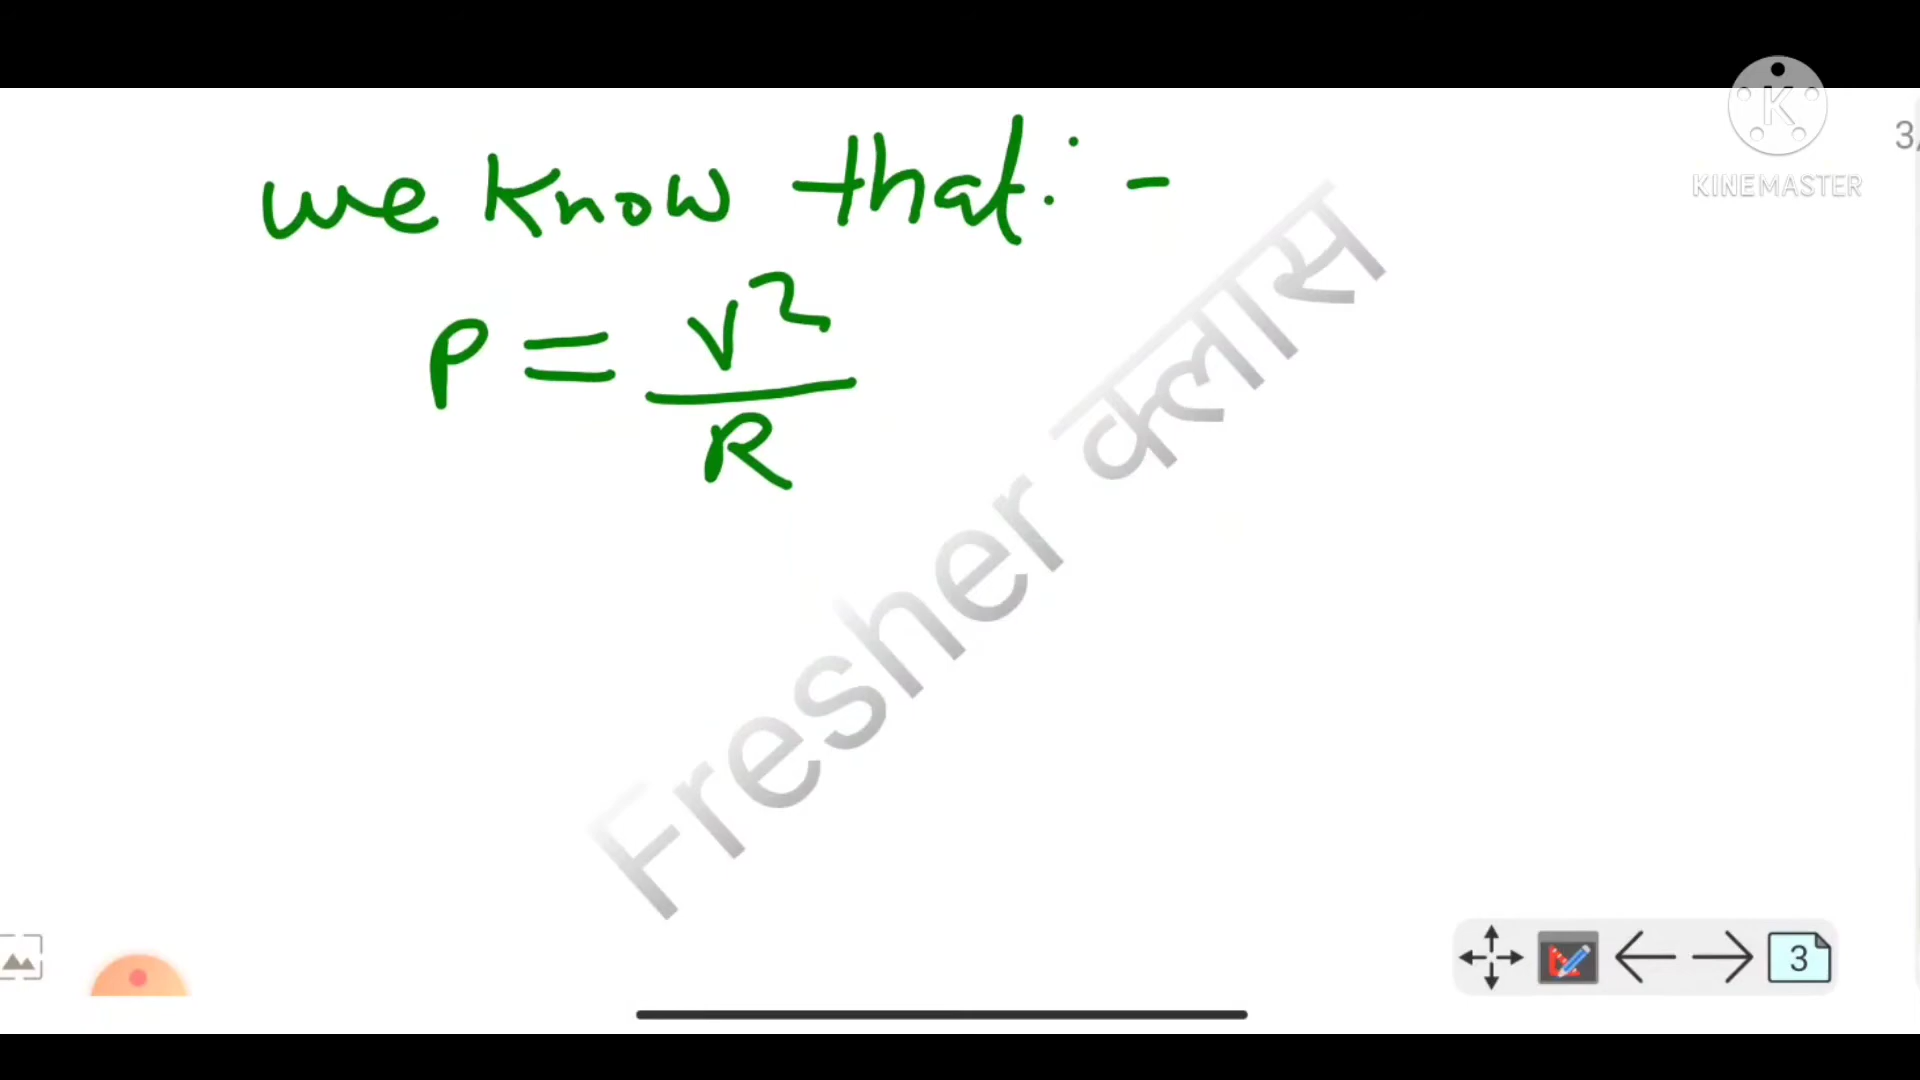 we know that: -
P = V²
R
Fresher क्लास
KINEMASTER
K
3